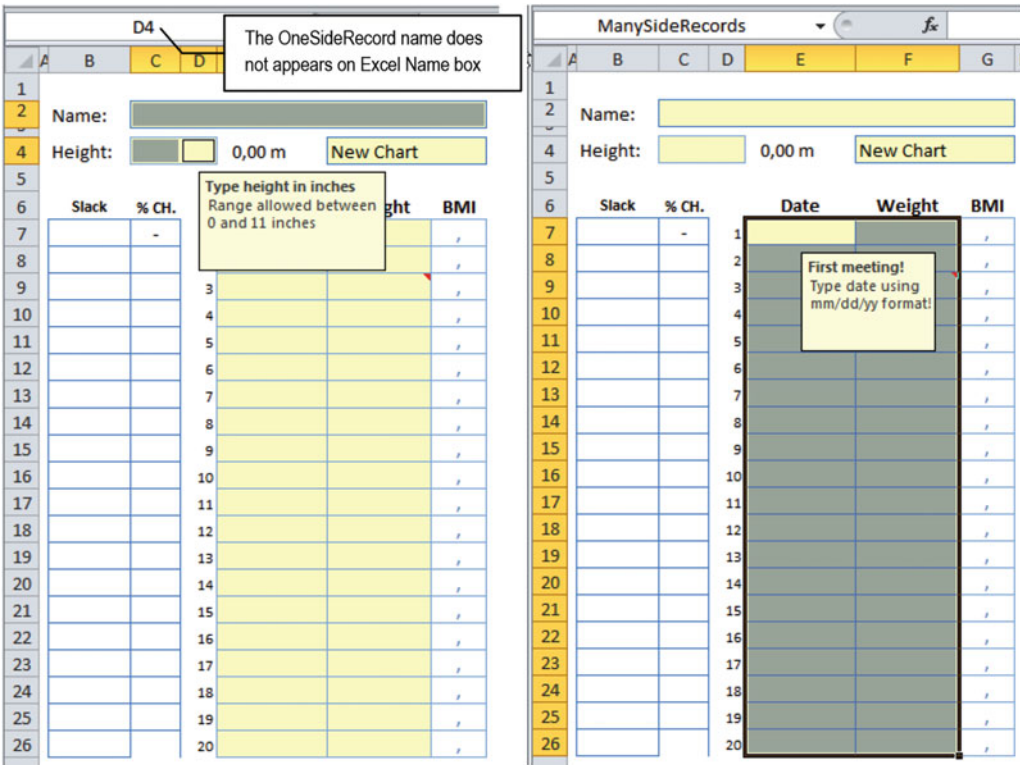 D4
The OneSideRecord name does
not appears on Excel Name box
A B C D
1
2 Name:
4 Height: 0,00 m New Chart
5
Type height in inches
Range allowed between
0 and 11 inches
6 Slack % CH. ght BMI
7 - ,
8 ,
9 3 ,
10 4 ,
11 5 ,
12 6 ,
13 7 ,
14 8 ,
15 9 ,
16 10 ,
17 11 ,
18 12 ,
19 13 ,
20 14 ,
21 15 ,
22 16 ,
23 17 ,
24 18 ,
25 19 ,
26 20 ,
ManySideRecords fx
A B C D E F G
1
2 Name:
4 Height: 0,00 m New Chart
5
6 Slack % CH. Date Weight BMI
7 - 1 ,
8 2 ,
First meeting!
Type date using
mm/dd/yy format!
9 3 ,
10 4 ,
11 5 ,
12 6 ,
13 7 ,
14 8 ,
15 9 ,
16 10 ,
17 11 ,
18 12 ,
19 13 ,
20 14 ,
21 15 ,
22 16 ,
23 17 ,
24 18 ,
25 19 ,
26 20 ,